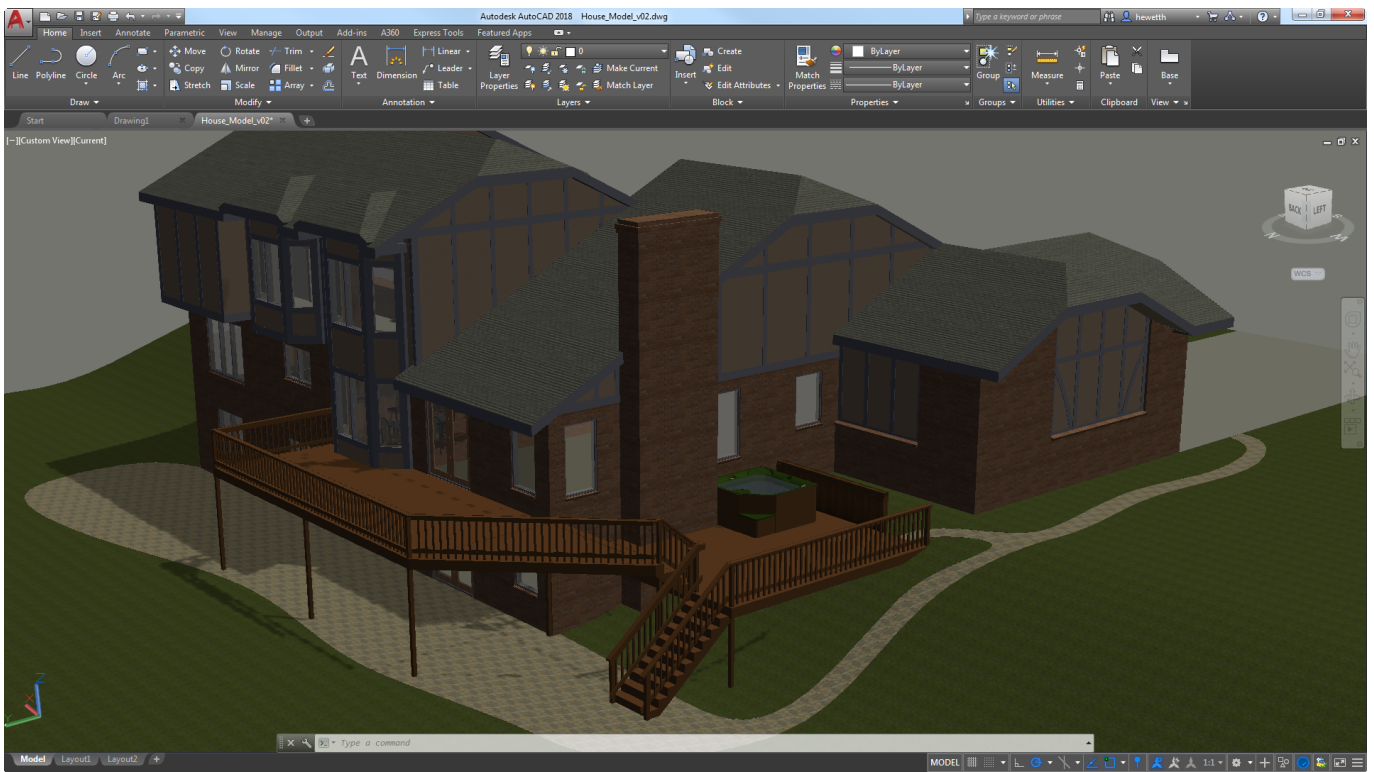 A Autodesk AutoCAD 2018 House_Model_v02.dwg Type a keyword or phrase hewetth
Home Insert Annotate Parametric View Manage Output Add-ins A360 Express Tools Featured Apps
Move Rotate Trim Linear 0 Create ByLayer
Line Polyline Circle Arc Copy Mirror Fillet Text Dimension Leader Layer Properties Make Current Insert Edit Match Properties ByLayer Group Measure Paste Base
Stretch Scale Array Table Match Layer Edit Attributes ByLayer
Draw Modify Annotation Layers Block Properties Groups Utilities Clipboard View
Start Drawing1 House_Model_v02*
[–][Custom View][Current]
BACK LEFT
WCS
Z
X
Y
Type a command
Model Layout1 Layout2 MODEL 1:1